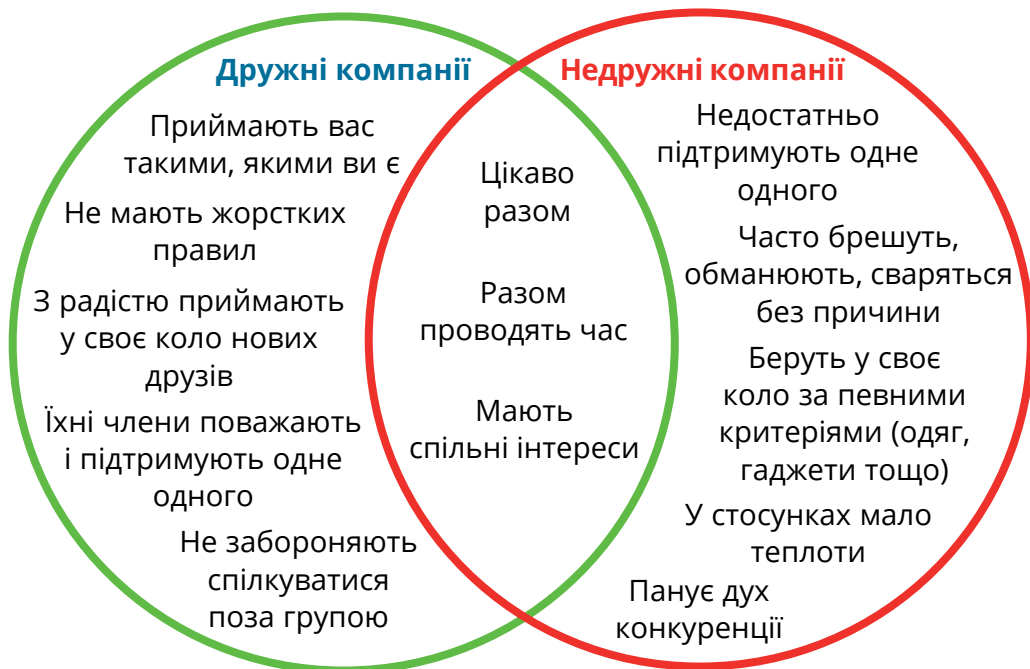 Дружні компанії
Приймають вас
такими, якими ви є
Не мають жорстких
правил
З радістю приймають
у своє коло нових
друзів
Їхні члени поважають
і підтримують одне
одного
Не забороняють
спілкуватися
поза групою
Цікаво
разом
Разом
проводять час
Мають
спільні інтереси
Недружні компанії
Недостатньо
підтримують одне
одного
Часто брешуть,
обманюють, сваряться
без причини
Беруть у своє
коло за певними
критеріями (одяг,
гаджети тощо)
У стосунках мало
теплоти
Панує дух
конкуренції